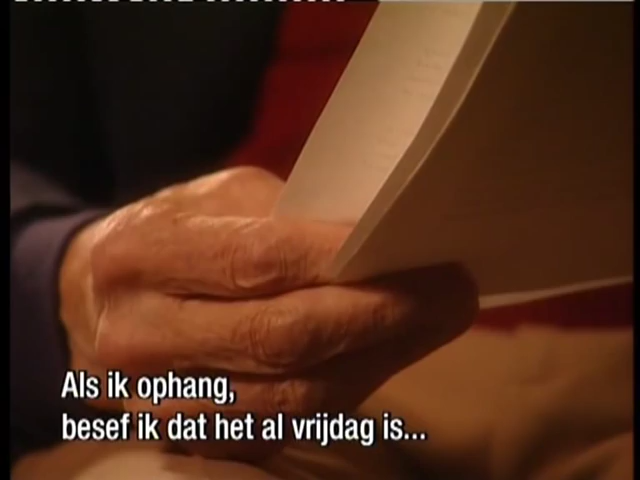 Als ik ophang,
besef ik dat het al vrijdag is...